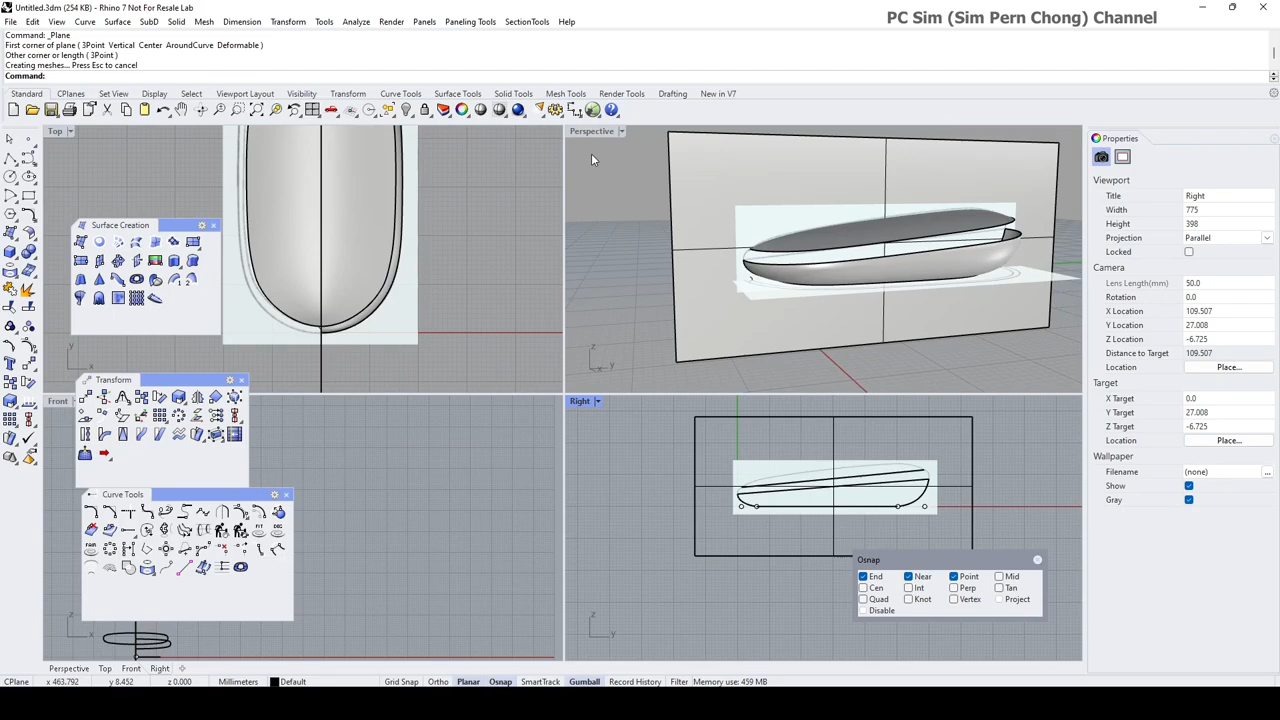 Untitled.3dm (254 KB) - Rhino 7 Not For Resale Lab
PC Sim (Sim Pern Chong) Channel
File Edit View Curve Surface SubD Solid Mesh Dimension Transform Tools Analyze Render Panels Paneling Tools SectionTools Help
Command: _Plane
First corner of plane ( 3Point Vertical Center AroundCurve Deformable )
Other corner or length ( 3Point )
Creating meshes... Press Esc to cancel
Command:
Standard CPlanes Set View Display Select Viewport Layout Visibility Transform Curve Tools Surface Tools Solid Tools Mesh Tools Render Tools Drafting New in V7
Top
Perspective
Properties
Viewport
Title Right
Width 775
Height 398
Projection Parallel
Locked
Camera
Lens Length(mm) 50.0
Rotation 0.0
X Location 109.507
Y Location 27.008
Z Location -6.725
Distance to Target 109.507
Location Place...
Target
X Target 0.0
Y Target 27.008
Z Target -6.725
Location Place...
Wallpaper
Filename (none) ...
Show
Gray
Surface Creation
y
x
z
x y
Transform
Front
Right
Curve Tools
FIT DEG
FAIR
Osnap
End Near Point Mid
Cen Int Perp Tan
Quad Knot Vertex Project
Disable
z
x
z
y
Perspective Top Front Right
CPlane x 463.792 y 8.452 z 0.000 Millimeters Default Grid Snap Ortho Planar Osnap SmartTrack Gumball Record History Filter Memory use: 459 MB